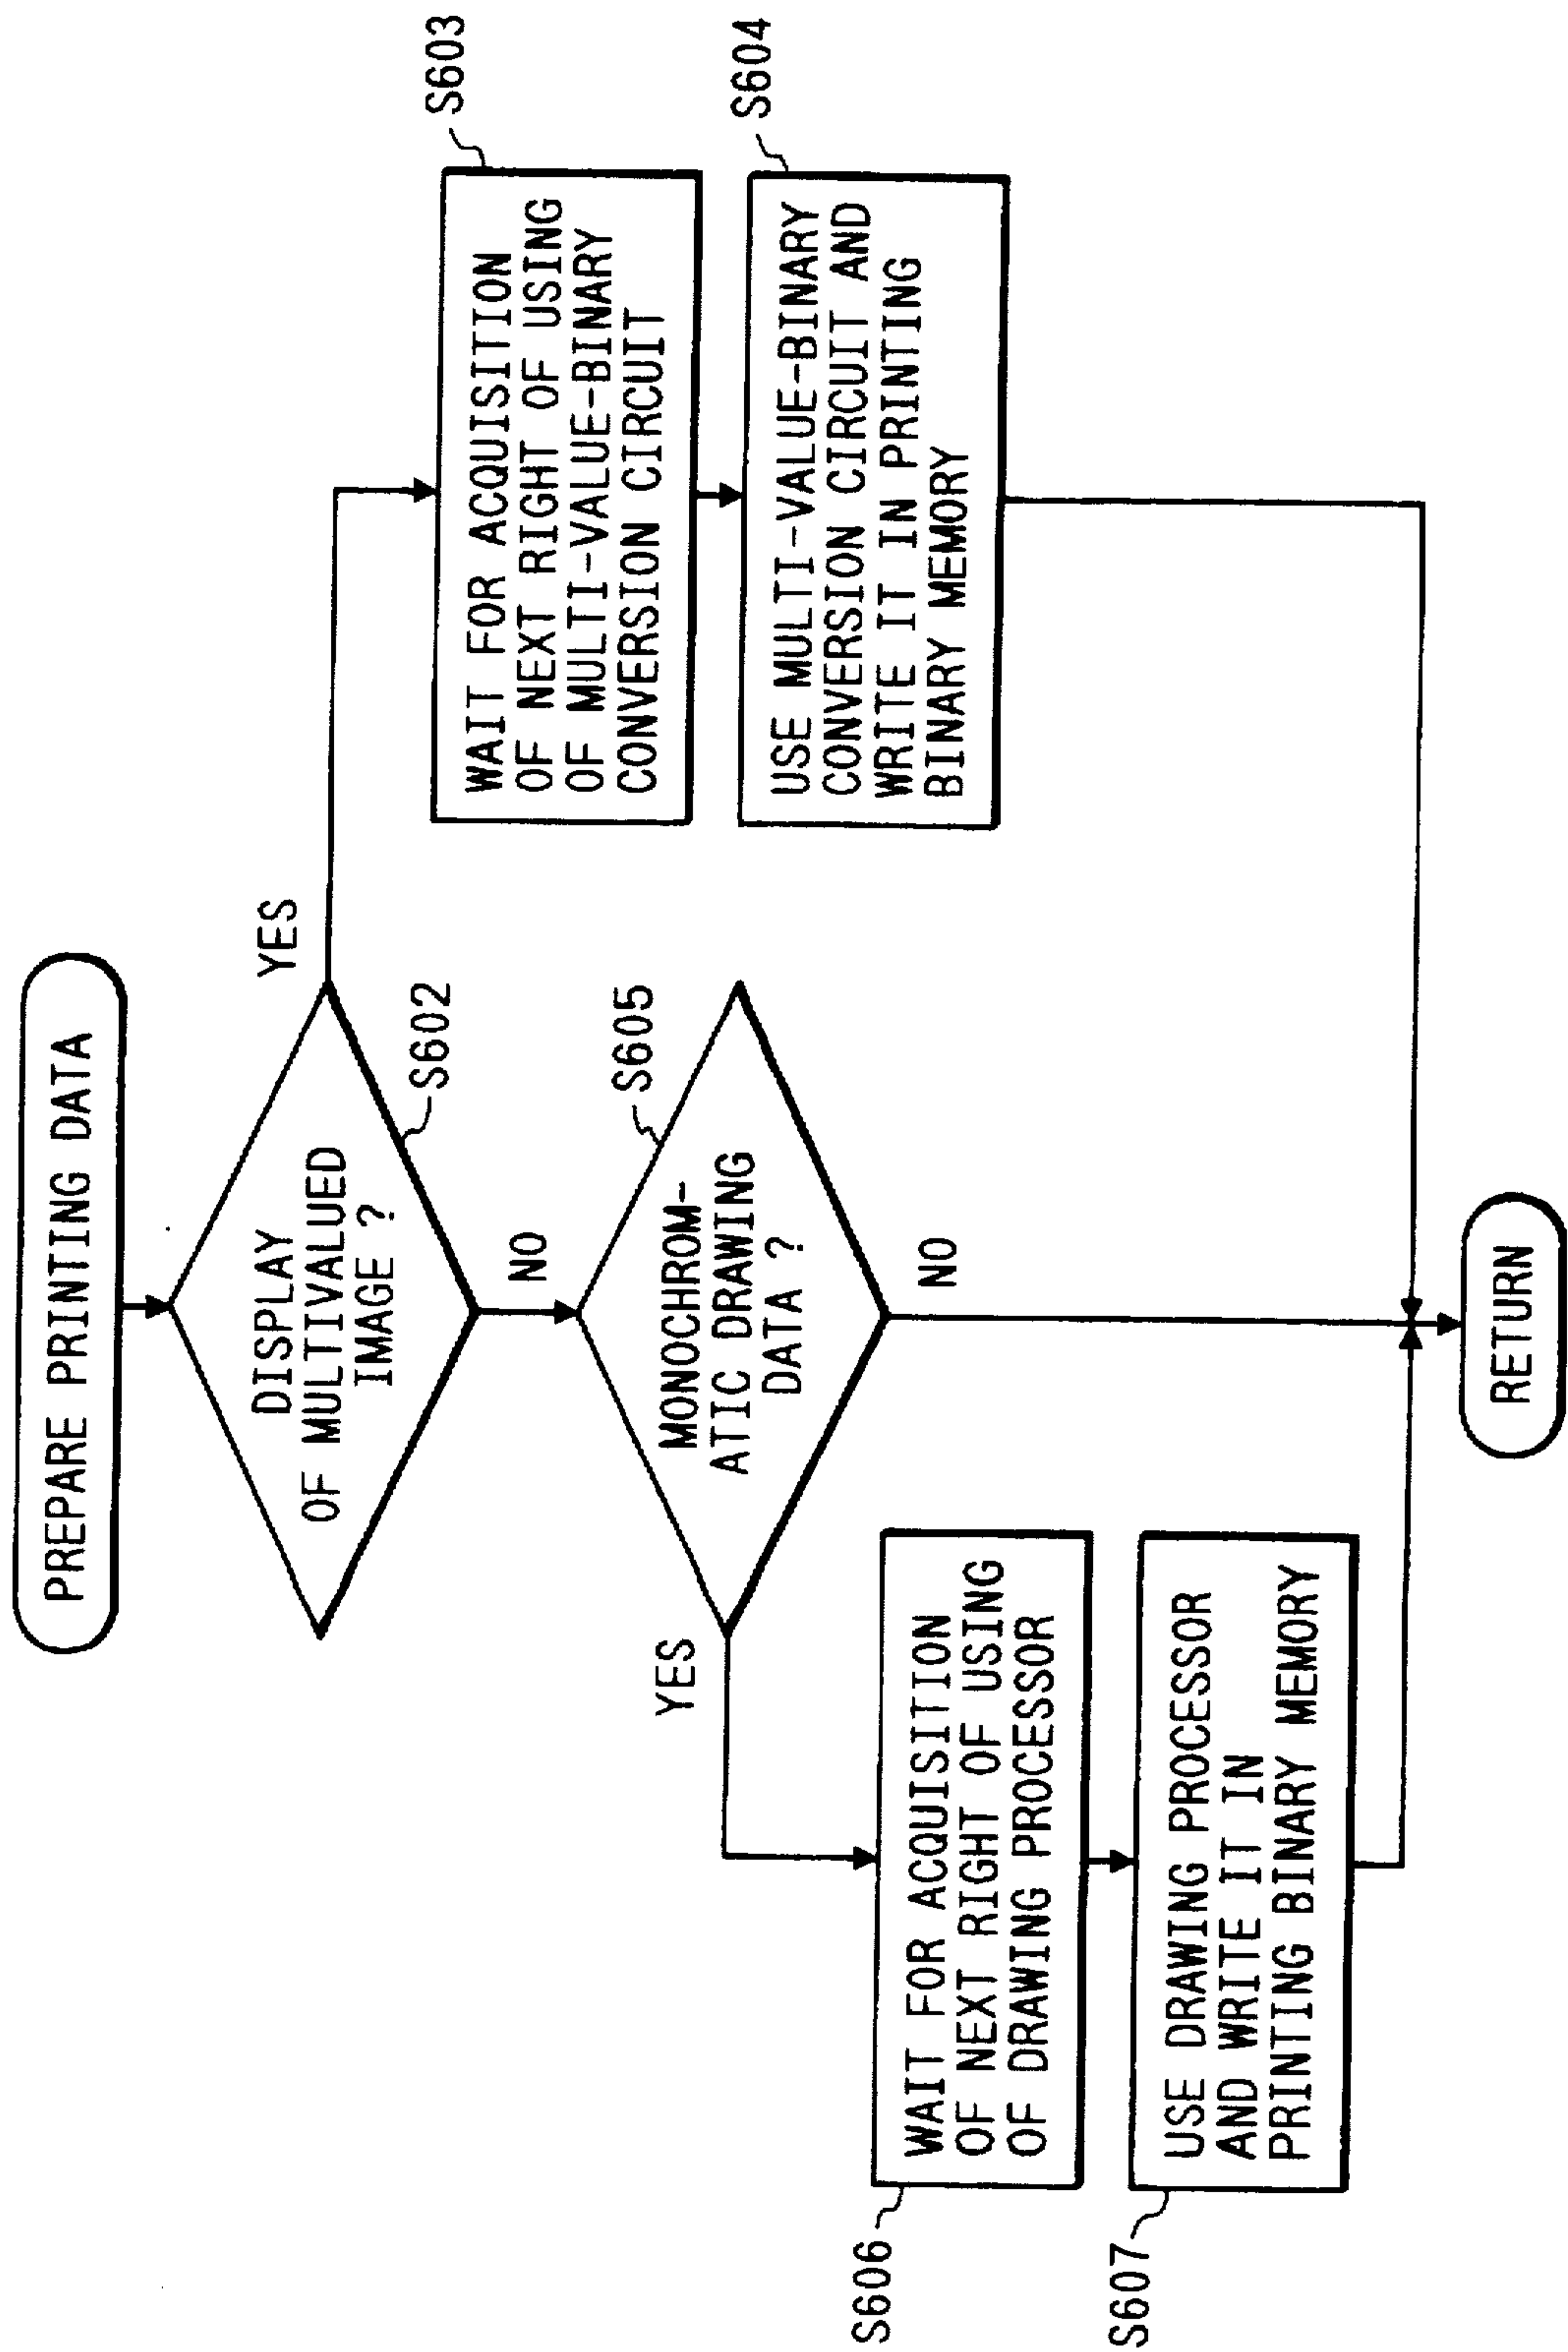 PREPARE PRINTING DATA
DISPLAY
OF MULTIVALUED
IMAGE ?
S602
YES
NO
WAIT FOR ACQUISITION
OF NEXT RIGHT OF USING
OF MULTI-VALUE-BINARY
CONVERSION CIRCUIT
S603
USE MULTI-VALUE-BINARY
CONVERSION CIRCUIT AND
WRITE IT IN PRINTING
BINARY MEMORY
S604
MONOCHROM-
ATIC DRAWING
DATA ?
S605
YES
NO
WAIT FOR ACQUISITION
OF NEXT RIGHT OF USING
OF DRAWING PROCESSOR
S606
USE DRAWING PROCESSOR
AND WRITE IT IN
PRINTING BINARY MEMORY
S607
RETURN